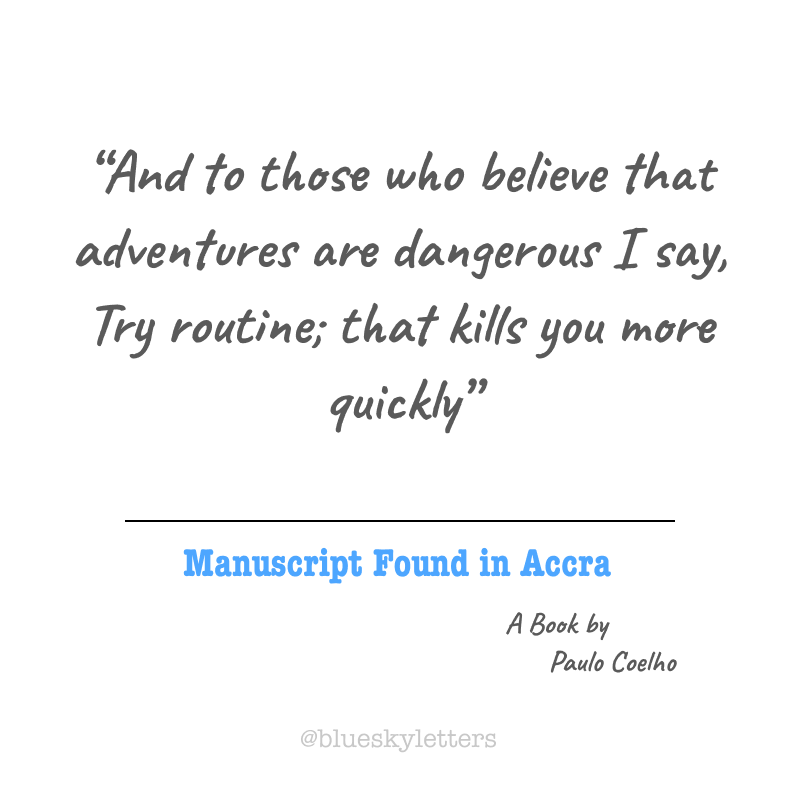 “And to those who believe that
adventures are dangerous I say,
Try routine; that kills you more
quickly”
Manuscript Found in Accra
A Book by
Paulo Coelho
@blueskyletters